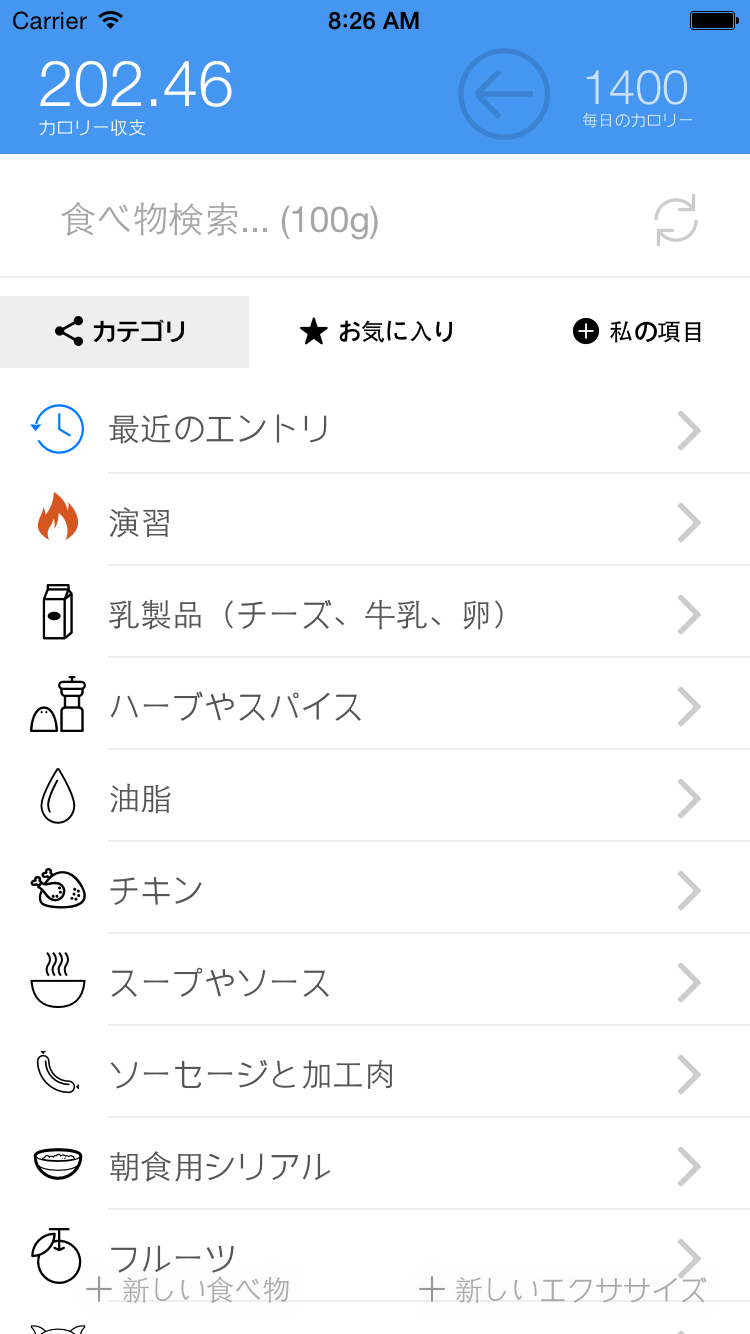 Carrier 8:26 AM
202.46
カロリー収支
1400
毎日のカロリー
食べ物検索... (100g)
カテゴリ お気に入り 私の項目
最近のエントリ
演習
乳製品（チーズ、牛乳、卵）
ハーブやスパイス
油脂
チキン
スープやソース
ソーセージと加工肉
朝食用シリアル
フルーツ
+ 新しい食べ物 + 新しいエクササイズ